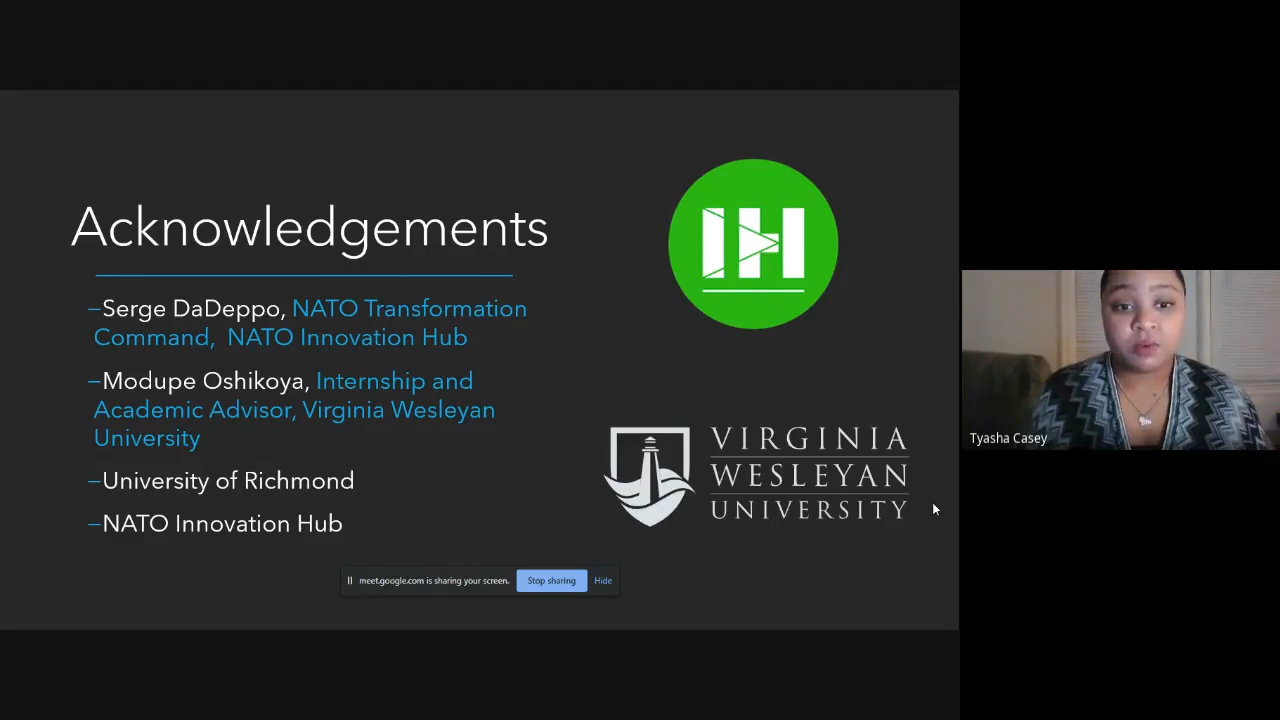 Acknowledgements
–Serge DaDeppo, NATO Transformation
Command,  NATO Innovation Hub
–Modupe Oshikoya, Internship and
Academic Advisor, Virginia Wesleyan
University
–University of Richmond
–NATO Innovation Hub
IH
VIRGINIA
WESLEYAN
UNIVERSITY
meet.google.com is sharing your screen. Stop sharing Hide
Tyasha Casey